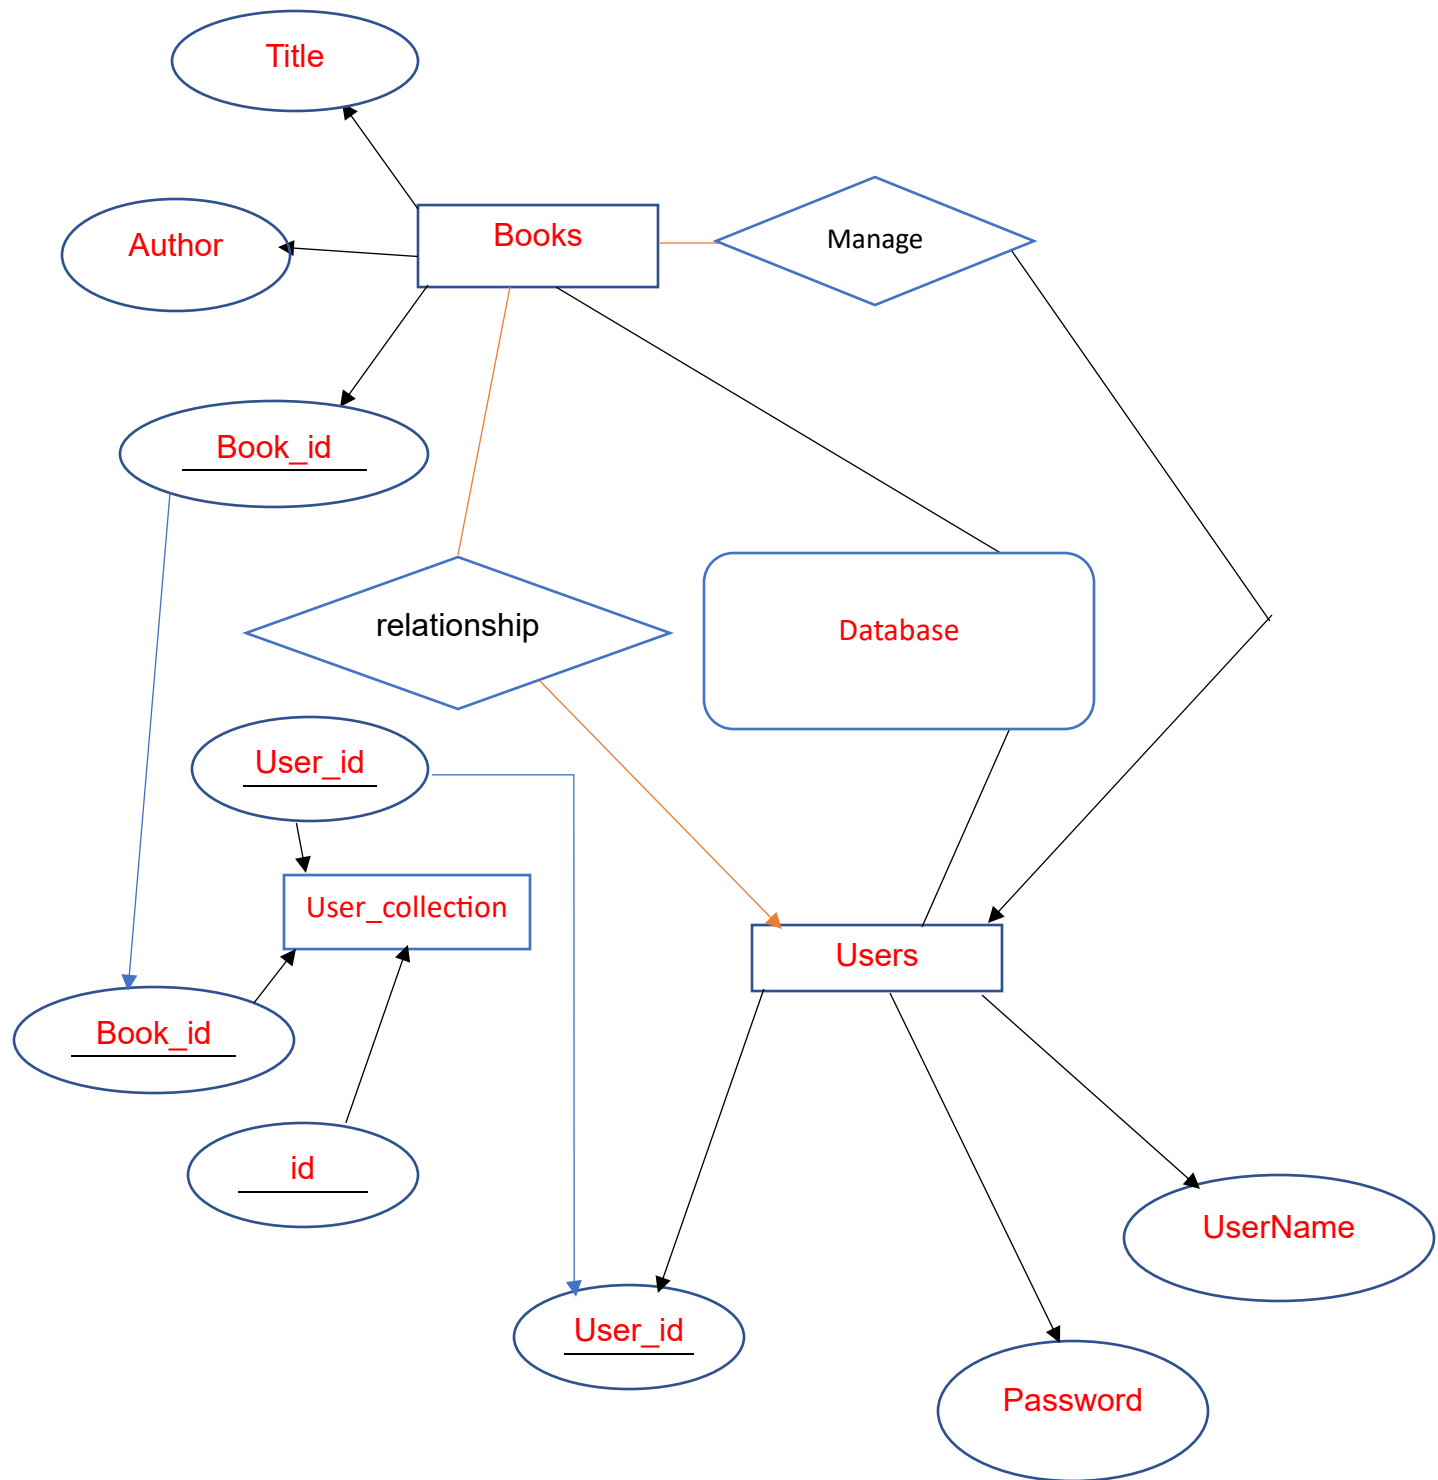 Title
Author
Books
Manage
Book_id
relationship
Database
User_id
User_collection
Users
Book_id
id
UserName
User_id
Password